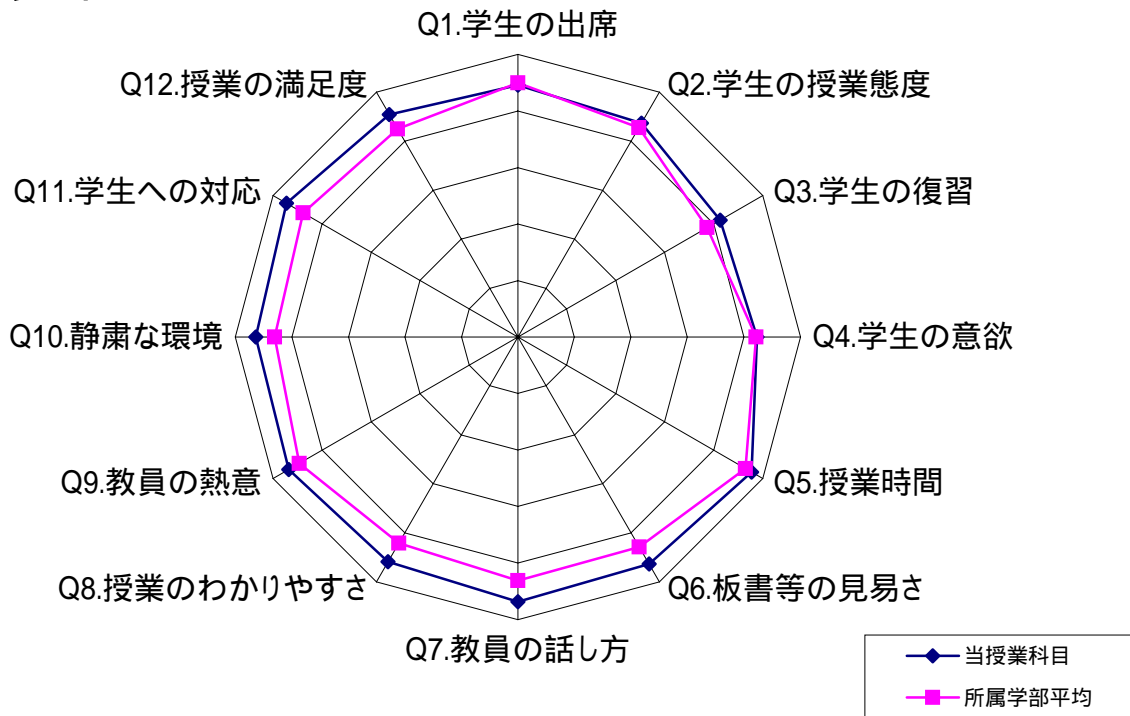 Q1.学生の出席
Q2.学生の授業態度
Q3.学生の復習
Q4.学生の意欲
Q5.授業時間
Q6.板書等の見易さ
Q7.教員の話し方
Q8.授業のわかりやすさ
Q9.教員の熱意
Q10.静粛な環境
Q11.学生への対応
Q12.授業の満足度
当授業科目
所属学部平均